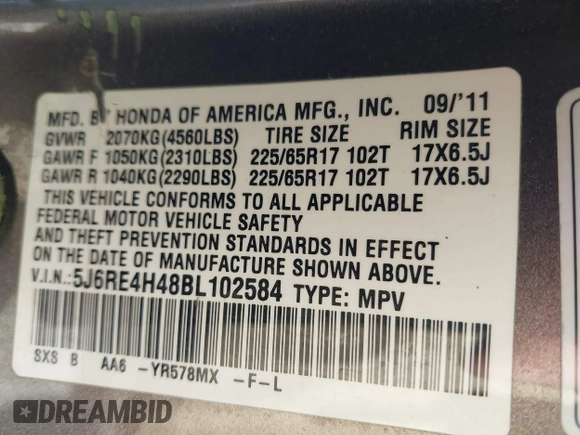 MFD. BY HONDA OF AMERICA MFG., INC. 09/'11
GVWR 2070KG(4560LBS) TIRE SIZE RIM SIZE
GAWR F 1050KG(2310LBS) 225/65R17 102T 17X6.5J
GAWR R 1040KG(2290LBS) 225/65R17 102T 17X6.5J
THIS VEHICLE CONFORMS TO ALL APPLICABLE
FEDERAL MOTOR VEHICLE SAFETY
AND THEFT PREVENTION STANDARDS IN EFFECT
ON THE DATE OF MANUFACTURE SHOWN ABOVE.
V.I.N.:5J6RE4H48BL102584 TYPE: MPV
SXS B AA6 -YR578MX -F-L
DREAMBID